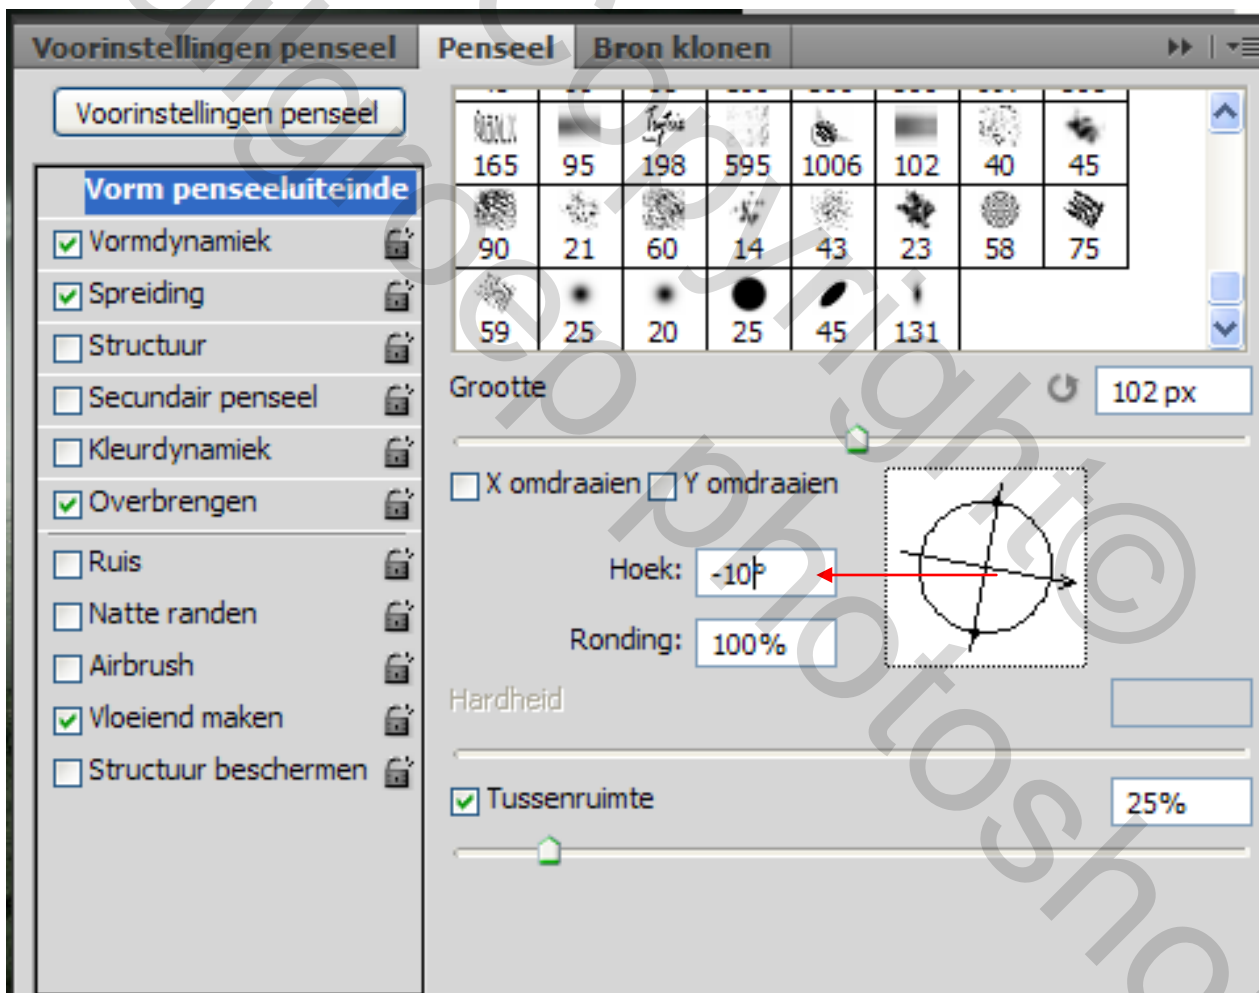 Voorinstellingen penseel Penseel Bron klonen
Voorinstellingen penseel
Vorm penseeluiteinde
Vormdynamiek
Spreiding
Structuur
Secundair penseel
Kleurdynamiek
Overbrengen
Ruis
Natte randen
Airbrush
Vloeiend maken
Structuur beschermen
165 95 198 595 1006 102 40 45
90 21 60 14 43 23 58 75
59 25 20 25 45 131
Grootte 102 px
X omdraaien Y omdraaien
Hoek: -10°
Ronding: 100%
Hardheid
Tussenruimte 25%
Copyright©
photosho